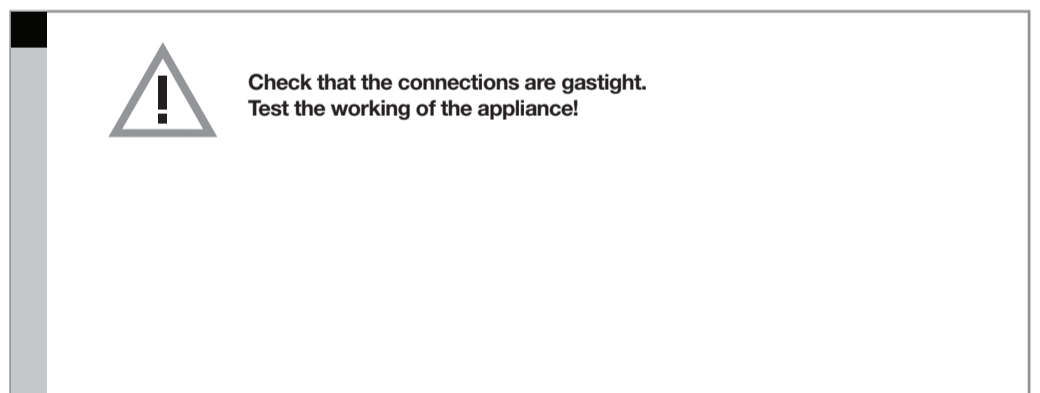 Check that the connections are gastight.
Test the working of the appliance!